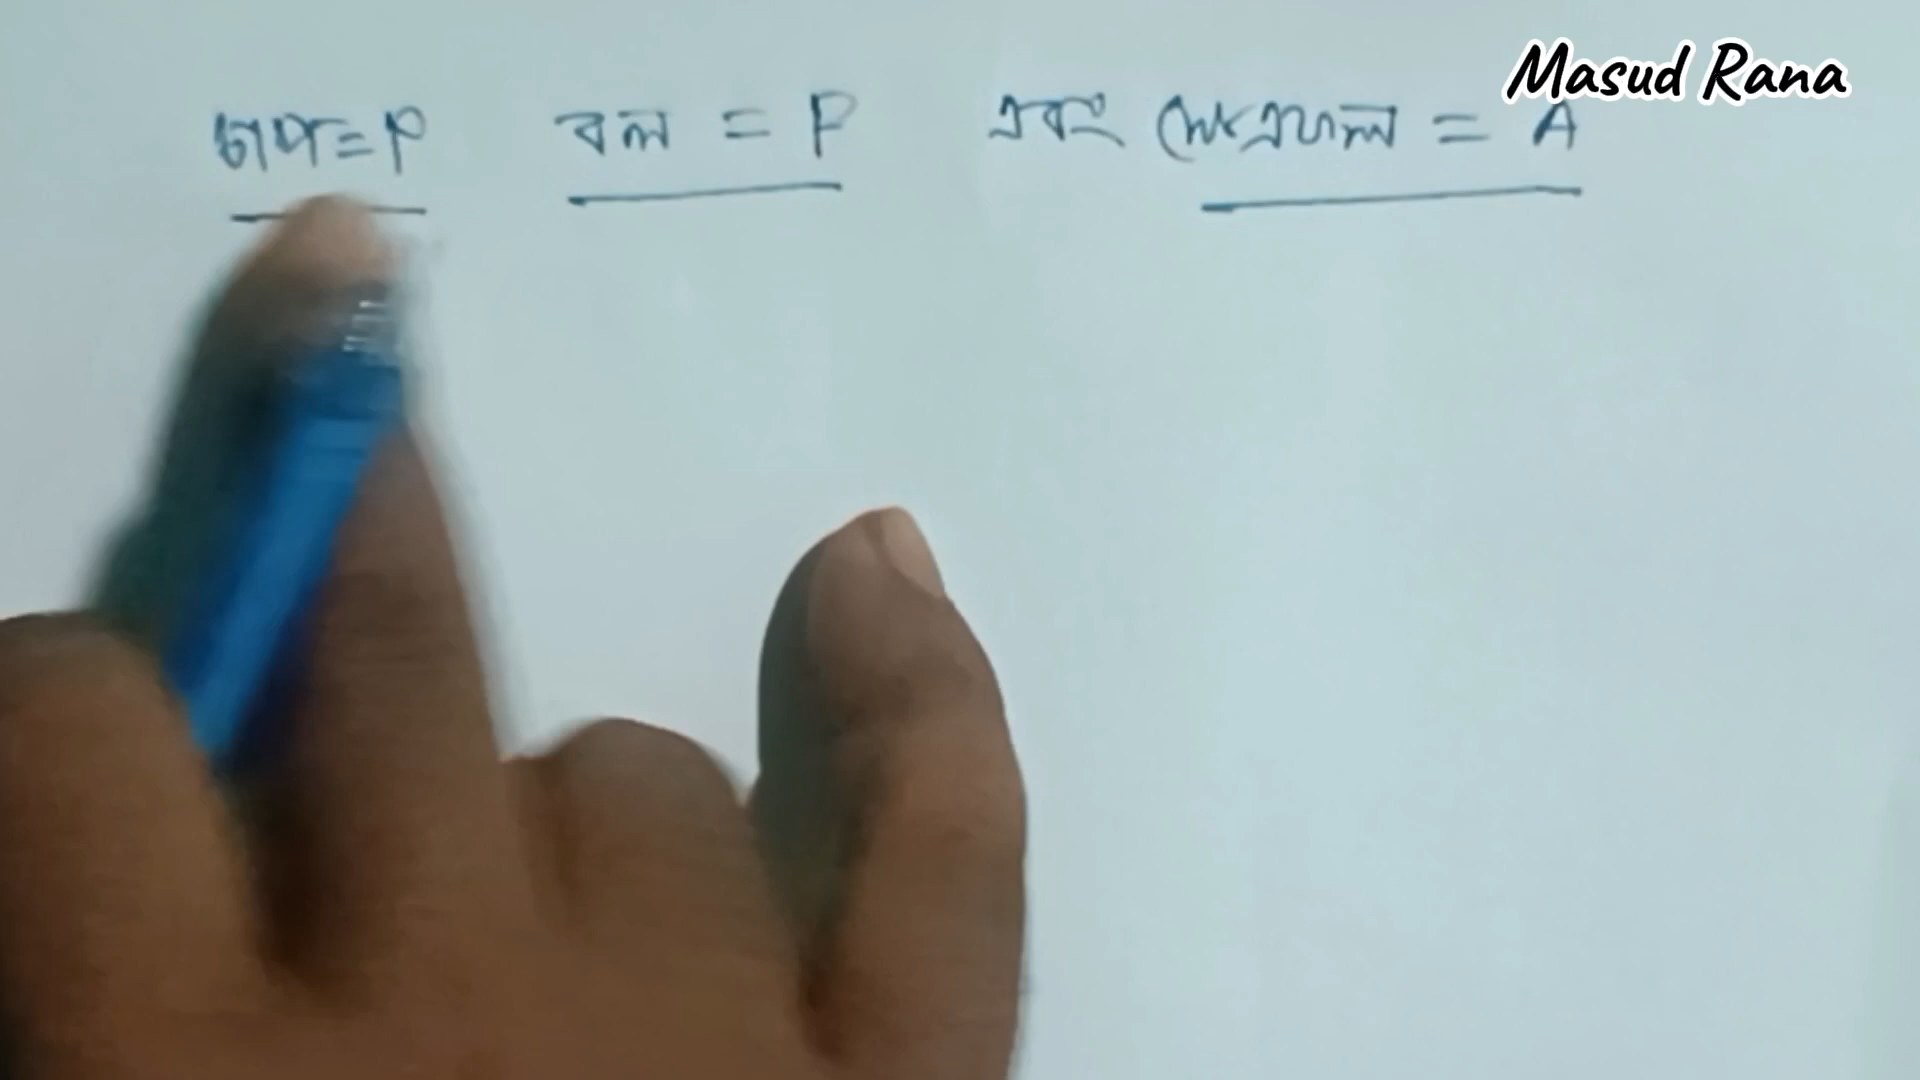 Masud Rana
চাপ = P বল = F এবং ক্ষেত্রফল = A